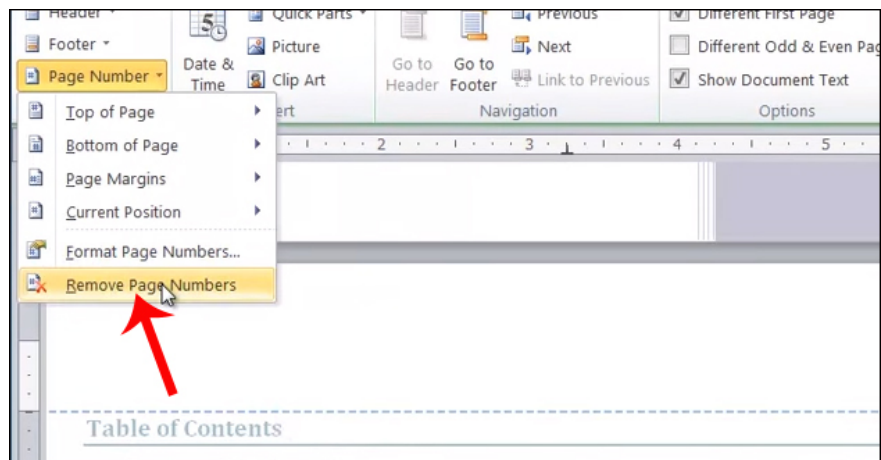 Header
Quick Parts
Previous
Different First Page
Footer
5
Picture
Next
Different Odd & Even Pag
Page Number
Date & Time
Clip Art
Go to Header
Go to Footer
Link to Previous
Show Document Text
ert
Navigation
Options
Top of Page
Bottom of Page
Page Margins
Current Position
Format Page Numbers...
Remove Page Numbers
2 3 4 5
Table of Contents